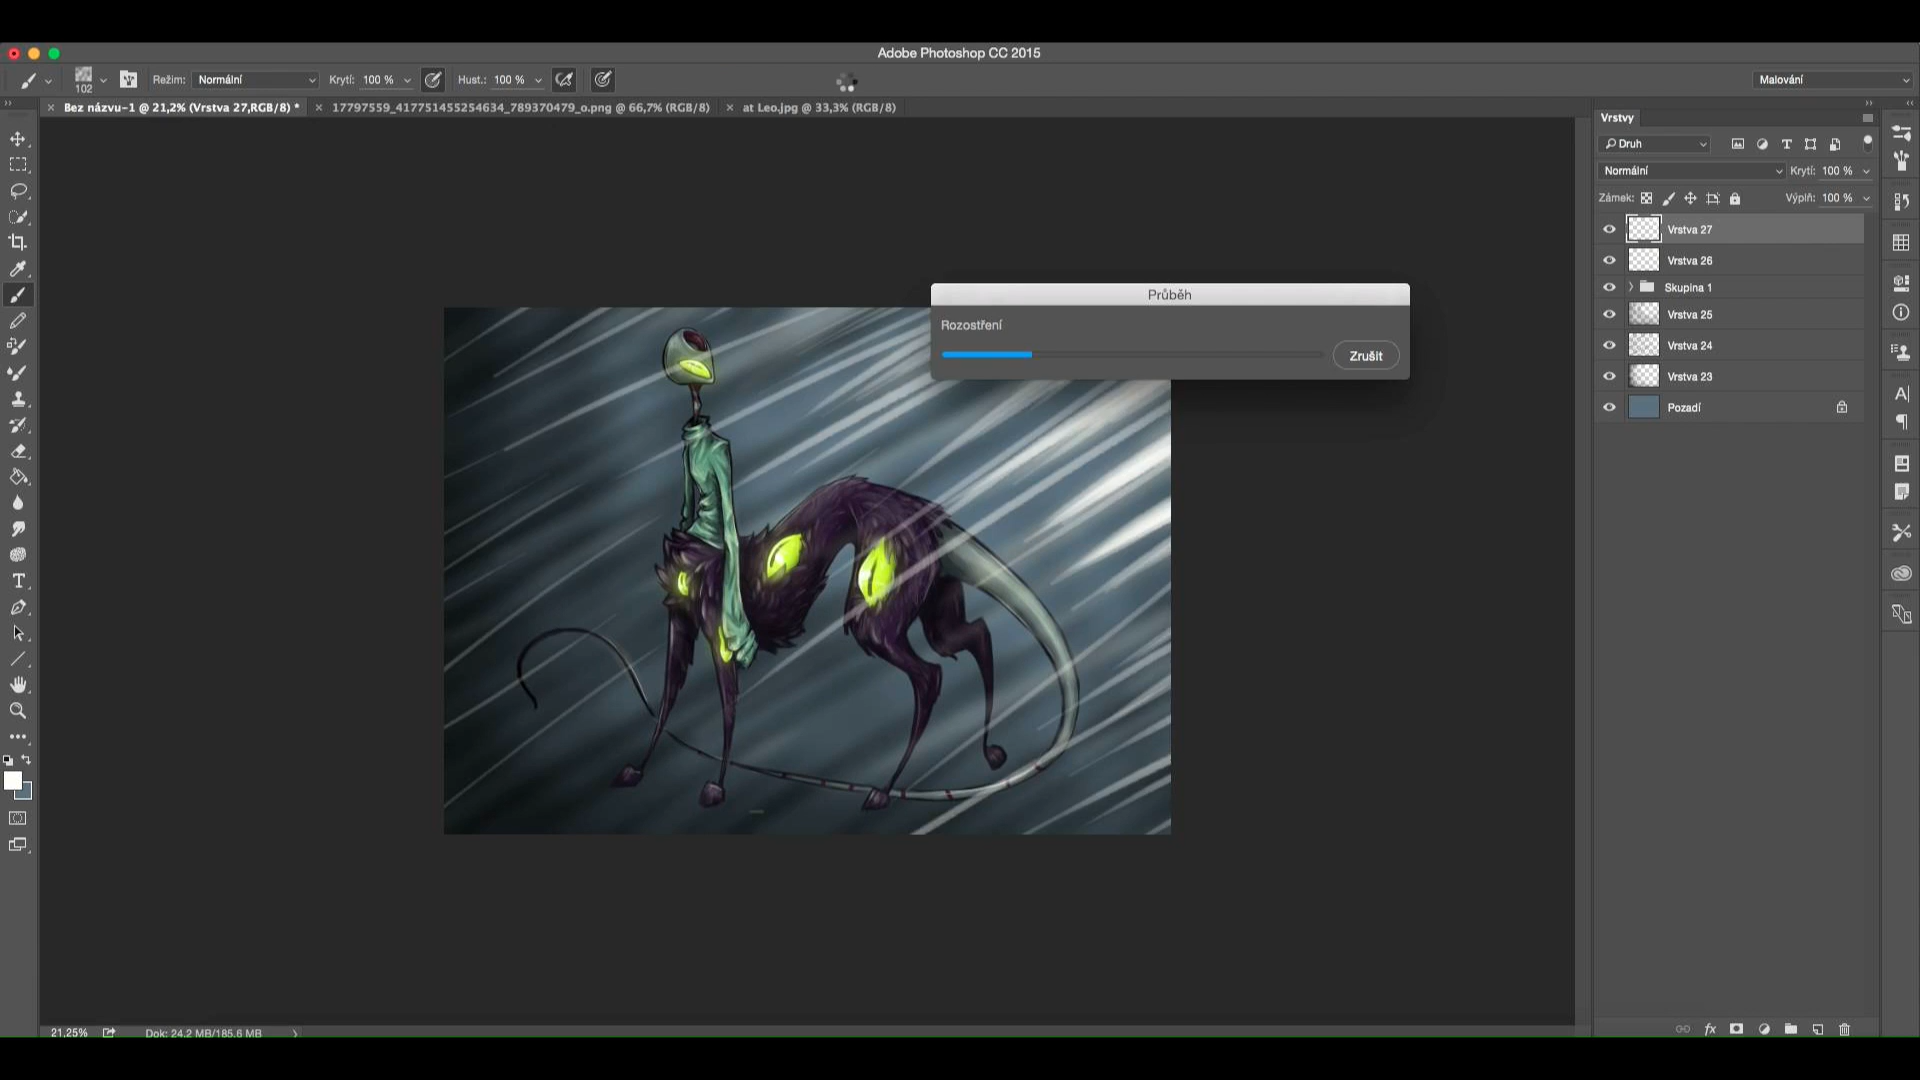 Adobe Photoshop CC 2015
102
Režim: Normální Krytí: 100 % Hust.: 100 % Malování
Bez názvu-1 @ 21,2% (Vrstva 27,RGB/8) * 17797559_417751455254634_789370479_o.png @ 66,7% (RGB/8) at Leo.jpg @ 33,3% (RGB/8)
Vrstvy
Druh
Normální Krytí: 100 %
Zámek: Výplň: 100 %
Vrstva 27
Vrstva 26
Skupina 1
Vrstva 25
Vrstva 24
Vrstva 23
Pozadí
Průběh
Rozostření
Zrušit
21,25% Dok: 24,2 MB/185,6 MB